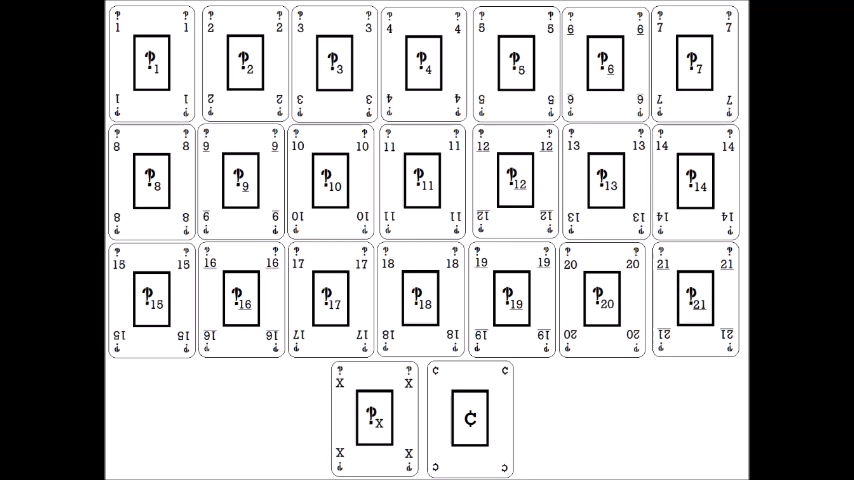 ‽ ‽ ‽ ‽ ‽ ‽ ‽ ‽ ‽ ‽ ‽ ‽ ‽ ‽
1 1 2 2 3 3 4 4 5 5 6 6 7 7
‽1 ‽2 ‽3 ‽4 ‽5 ‽6 ‽7
1 1 2 2 3 3 4 4 5 5 6 6 7 7
‽ ‽ ‽ ‽ ‽ ‽ ‽ ‽ ‽ ‽ ‽ ‽ ‽ ‽
‽ ‽ ‽ ‽ ‽ ‽ ‽ ‽ ‽ ‽ ‽ ‽ ‽ ‽
8 8 9 9 10 10 11 11 12 12 13 13 14 14
‽8 ‽9 ‽10 ‽11 ‽12 ‽13 ‽14
8 8 9 9 10 10 11 11 12 12 13 13 14 14
‽ ‽ ‽ ‽ ‽ ‽ ‽ ‽ ‽ ‽ ‽ ‽ ‽ ‽
‽ ‽ ‽ ‽ ‽ ‽ ‽ ‽ ‽ ‽ ‽ ‽ ‽ ‽
15 15 16 16 17 17 18 18 19 19 20 20 21 21
‽15 ‽16 ‽17 ‽18 ‽19 ‽20 ‽21
15 15 16 16 17 17 18 18 19 19 20 20 21 21
‽ ‽ ‽ ‽ ‽ ‽ ‽ ‽ ‽ ‽ ‽ ‽ ‽ ‽
‽ ‽ ¢ ¢
X X
‽X ¢
X X
‽ ‽ ¢ ¢